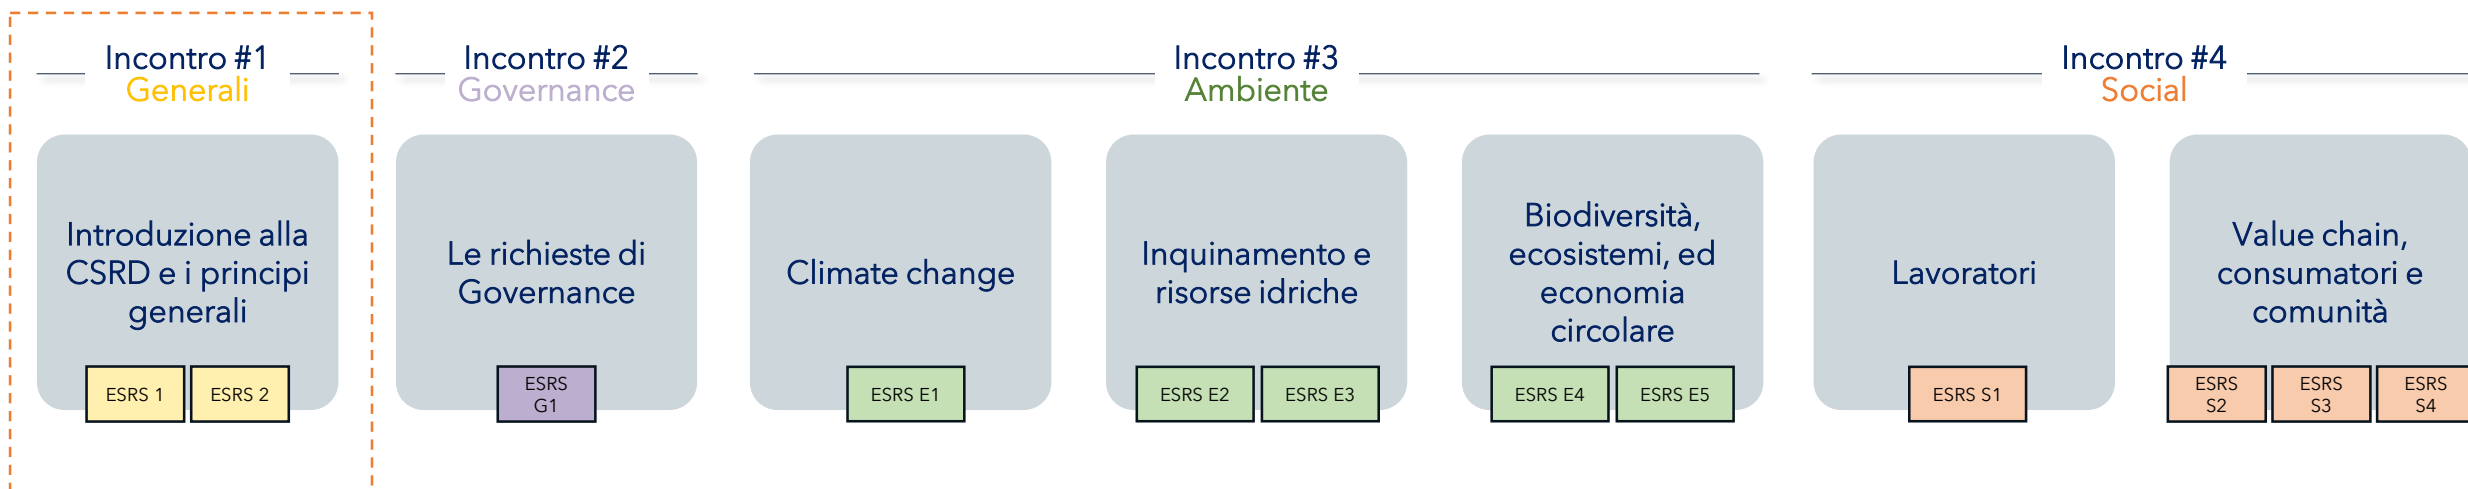 Incontro #1
Generali
Incontro #2
Governance
Incontro #3
Ambiente
Incontro #4
Social
Introduzione alla
CSRD e i principi
generali
ESRS 1
ESRS 2
Le richieste di
Governance
ESRS
G1
Climate change
ESRS E1
Inquinamento e
risorse idriche
ESRS E2
ESRS E3
Biodiversità,
ecosistemi, ed
economia
circolare
ESRS E4
ESRS E5
Lavoratori
ESRS S1
Value chain,
consumatori e
comunità
ESRS
S2
ESRS
S3
ESRS
S4